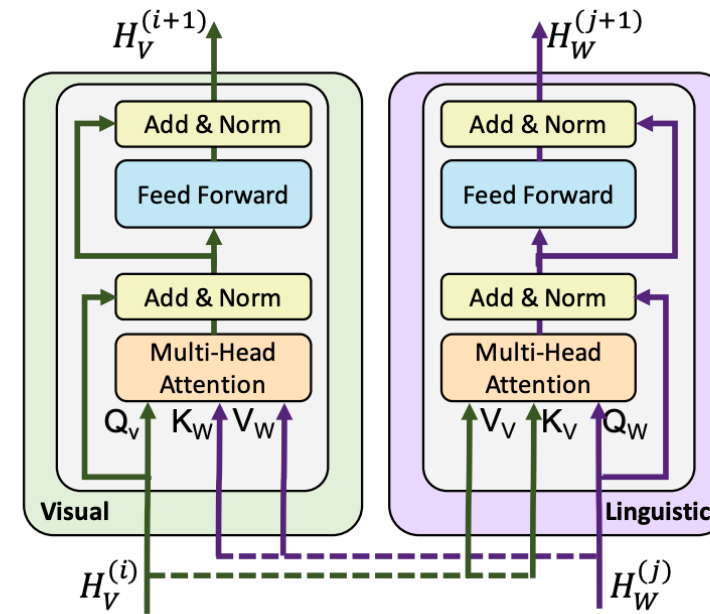 H_V^{(i+1)}
H_W^{(j+1)}
Add & Norm
Feed Forward
Add & Norm
Multi-Head
Attention
Q_v K_W V_W
Visual
H_V^{(i)}
Add & Norm
Feed Forward
Add & Norm
Multi-Head
Attention
V_V K_V Q_W
Linguistic
H_W^{(j)}